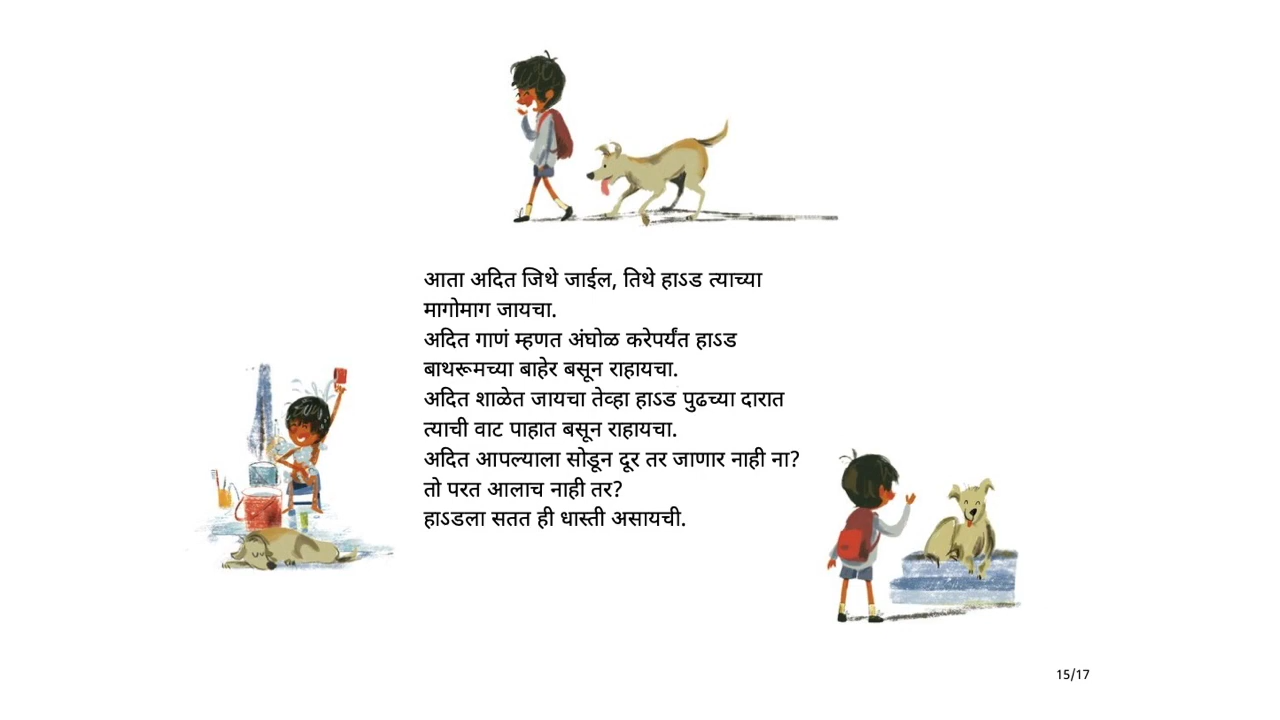 आता अदित जिथे जाईल, तिथे हाऽड त्याच्या
मागोमाग जायचा.
अदित गाणं म्हणत अंघोळ करेपर्यंत हाऽड
बाथरूमच्या बाहेर बसून राहायचा.
अदित शाळेत जायचा तेव्हा हाऽड पुढच्या दारात
त्याची वाट पाहात बसून राहायचा.
अदित आपल्याला सोडून दूर तर जाणार नाही ना?
तो परत आलाच नाही तर?
हाऽडला सतत ही धास्ती असायची.
15/17